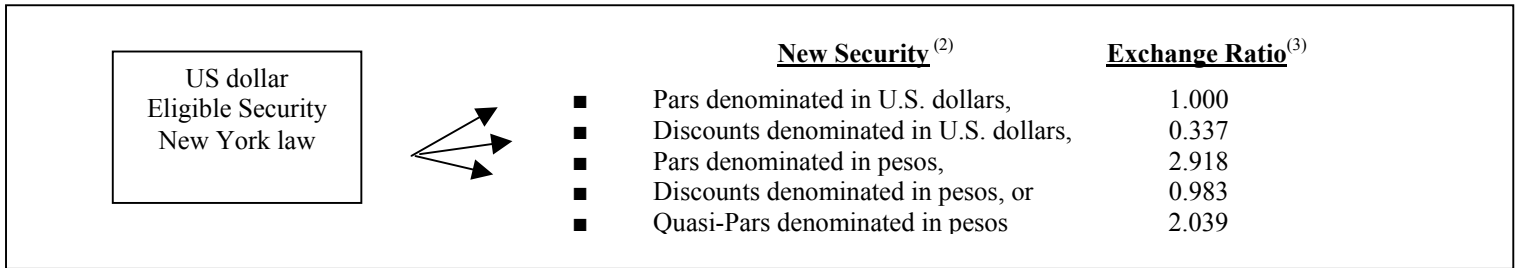 New Security (2) Exchange Ratio(3)
US dollar
Eligible Security
New York law
■ Pars denominated in U.S. dollars, 1.000
■ Discounts denominated in U.S. dollars, 0.337
■ Pars denominated in pesos, 2.918
■ Discounts denominated in pesos, or 0.983
■ Quasi-Pars denominated in pesos 2.039